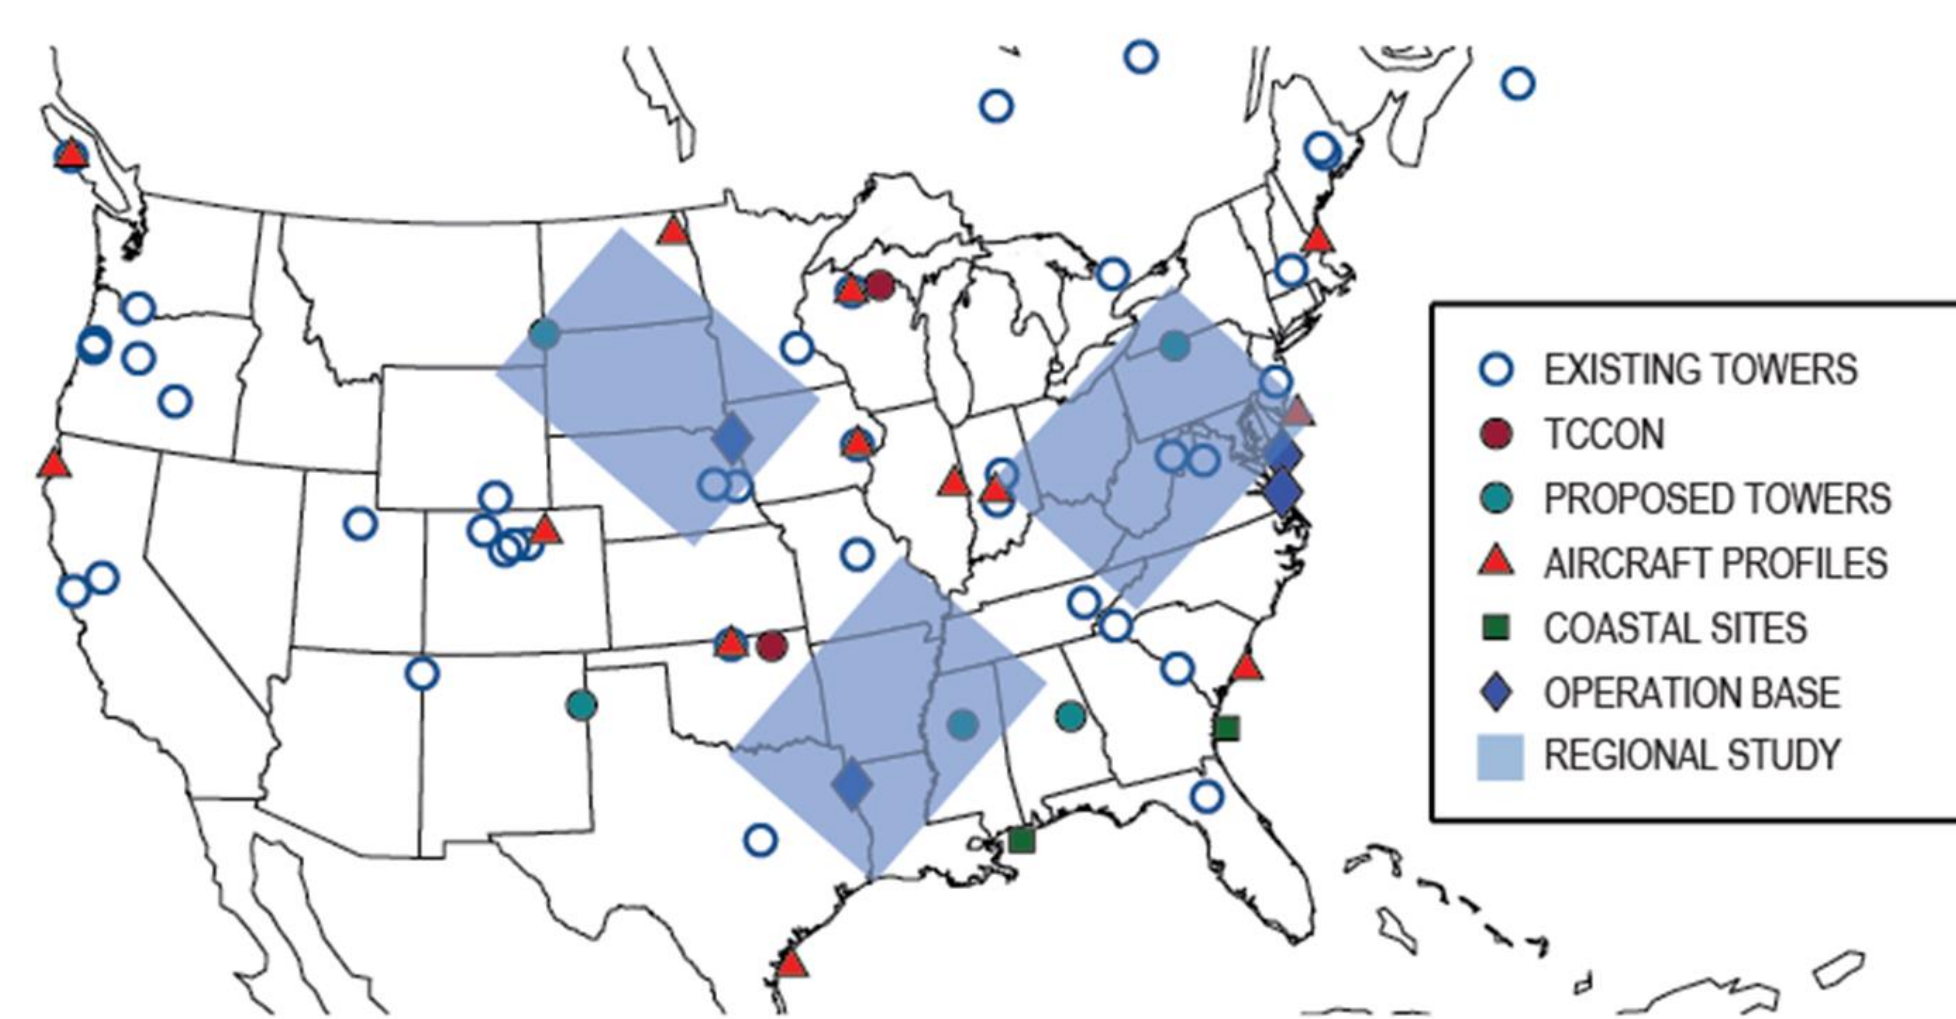 EXISTING TOWERS
TCCON
PROPOSED TOWERS
AIRCRAFT PROFILES
COASTAL SITES
OPERATION BASE
REGIONAL STUDY